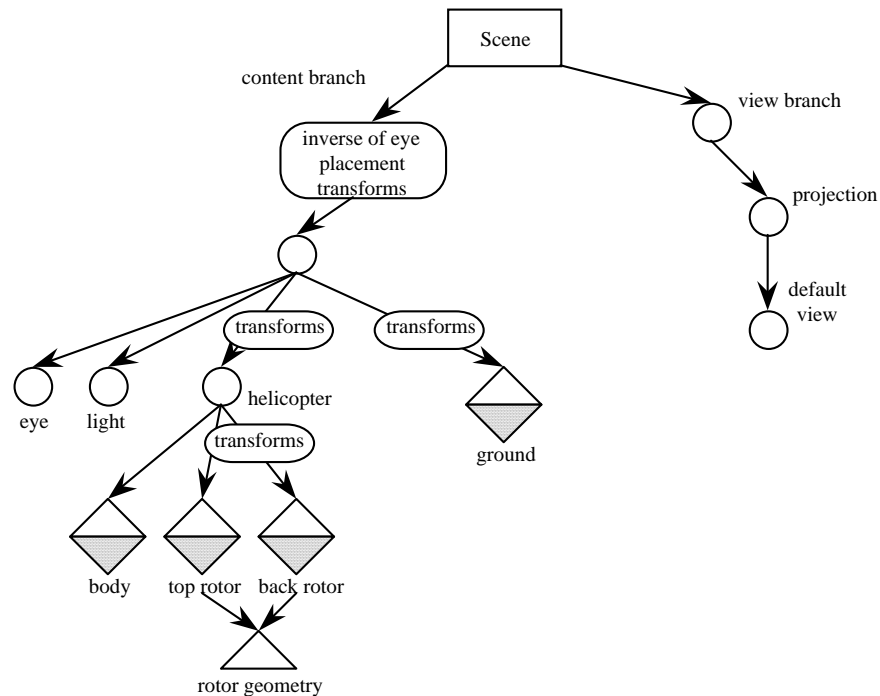 Scene
content branch
view branch
inverse of eye
placement
transforms
projection
default
view
transforms
transforms
eye
light
helicopter
transforms
ground
body
top rotor
back rotor
rotor geometry